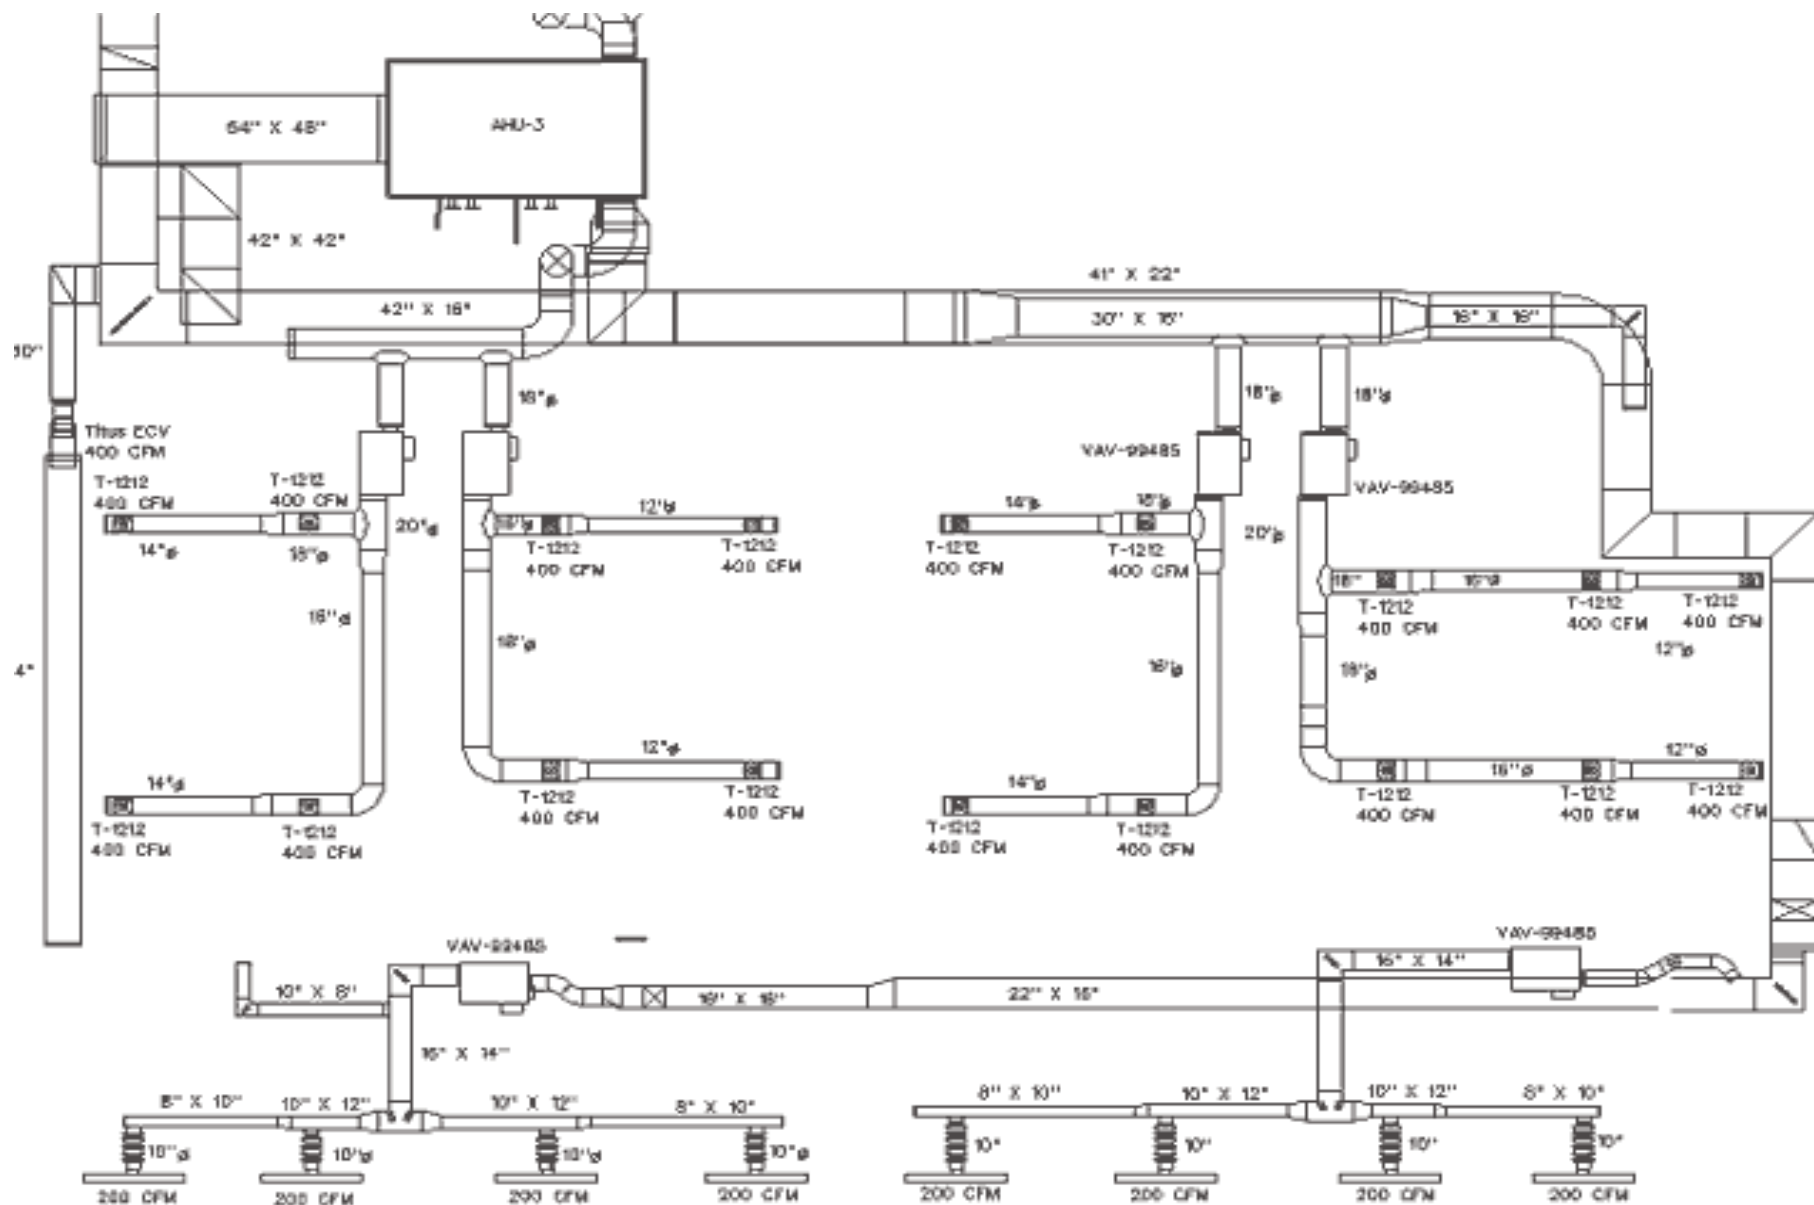 64" X 48"
AHU-3
42" X 42"
41" X 22"
42" X 16"
30" X 16"
16" X 16"
18"ø
18"ø
18"ø
Titus ECV
400 CFM
VAV-99485
VAV-99485
T-1212
400 CFM
T-1212
400 CFM
12"ø
14"ø
16"ø
20"ø
20"ø
14"ø
18"ø
T-1212
400 CFM
T-1212
400 CFM
T-1212
400 CFM
T-1212
400 CFM
18"
16"ø
T-1212
400 CFM
T-1212
400 CFM
T-1212
400 CFM
16"ø
18"ø
12"ø
4"
16"ø
18"ø
12"ø
12"ø
14"ø
14"ø
16"ø
T-1212
400 CFM
T-1212
400 CFM
T-1212
400 CFM
T-1212
400 CFM
T-1212
400 CFM
T-1212
400 CFM
T-1212
400 CFM
T-1212
400 CFM
T-1212
400 CFM
VAV-99485
VAV-99485
16" X 14"
10" X 8"
16" X 16"
22" X 16"
16" X 14"
8" X 10"
10" X 12"
10" X 12"
8" X 10"
8" X 10"
10" X 12"
10" X 12"
8" X 10"
10"ø
10"ø
10"ø
10"ø
10"
10"
10"
10"
200 CFM
200 CFM
200 CFM
200 CFM
200 CFM
200 CFM
200 CFM
200 CFM